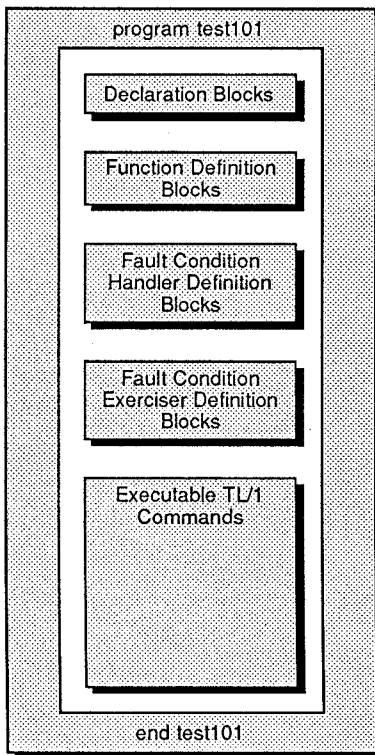 program test101
Declaration Blocks
Function Definition
Blocks
Fault Condition
Handler Definition
Blocks
Fault Condition
Exerciser Definition
Blocks
Executable TL/1
Commands
end test101